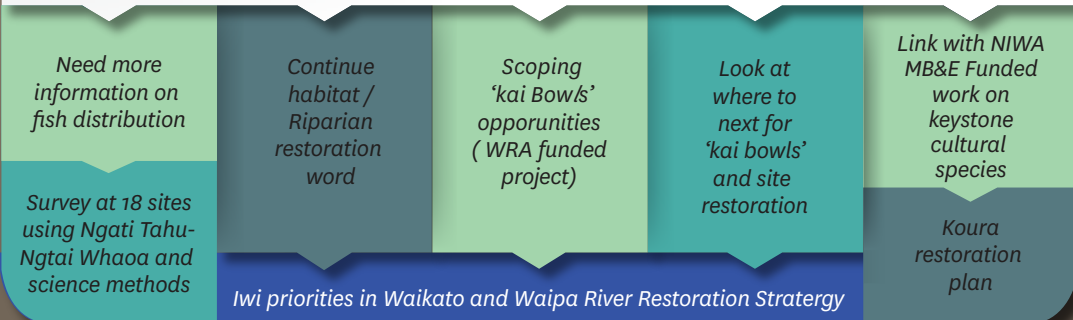 Need more
information on
fish distribution
Survey at 18 sites
using Ngati Tahu-
Ngtai Whaoa and
science methods
Continue
habitat /
Riparian
restoration
word
Scoping
‘kai Bowls’
opporunities
( WRA funded
project)
Look at
where to
next for
‘kai bowls’
and site
restoration
Link with NIWA
MB&E Funded
work on
keystone
cultural
species
Koura
restoration
plan
Iwi priorities in Waikato and Waipa River Restoration Stratergy